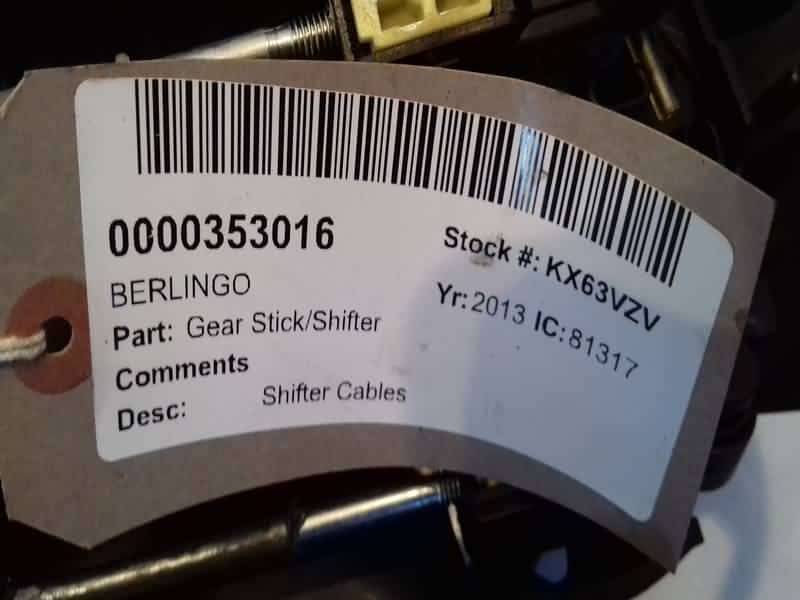 0000353016
Stock #: KX63VZV
BERLINGO
Yr: 2013 IC: 81317
Part: Gear Stick/Shifter
Comments
Desc: Shifter Cables